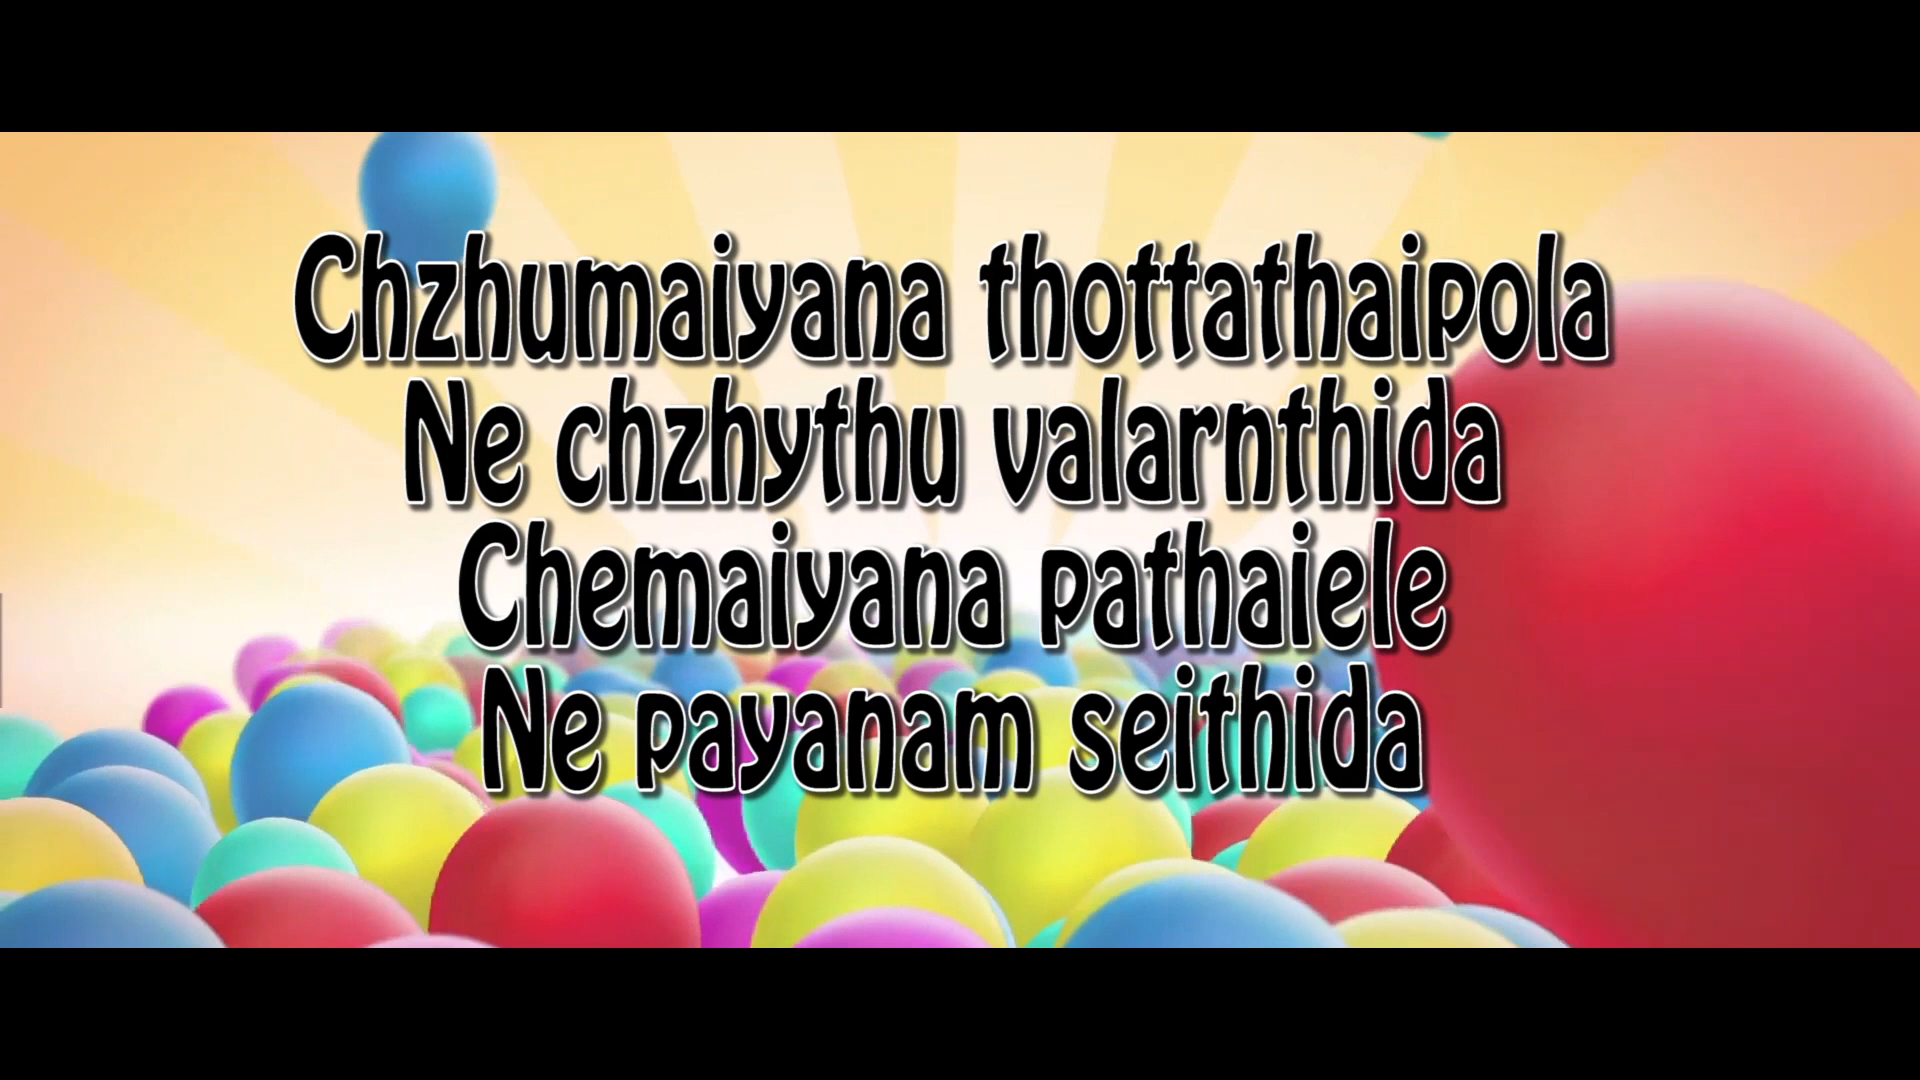 Chzhumaiyana thottathaipola
Ne chzhythu valarnthida
Chemaiyana pathaiele
Ne payanam seithida